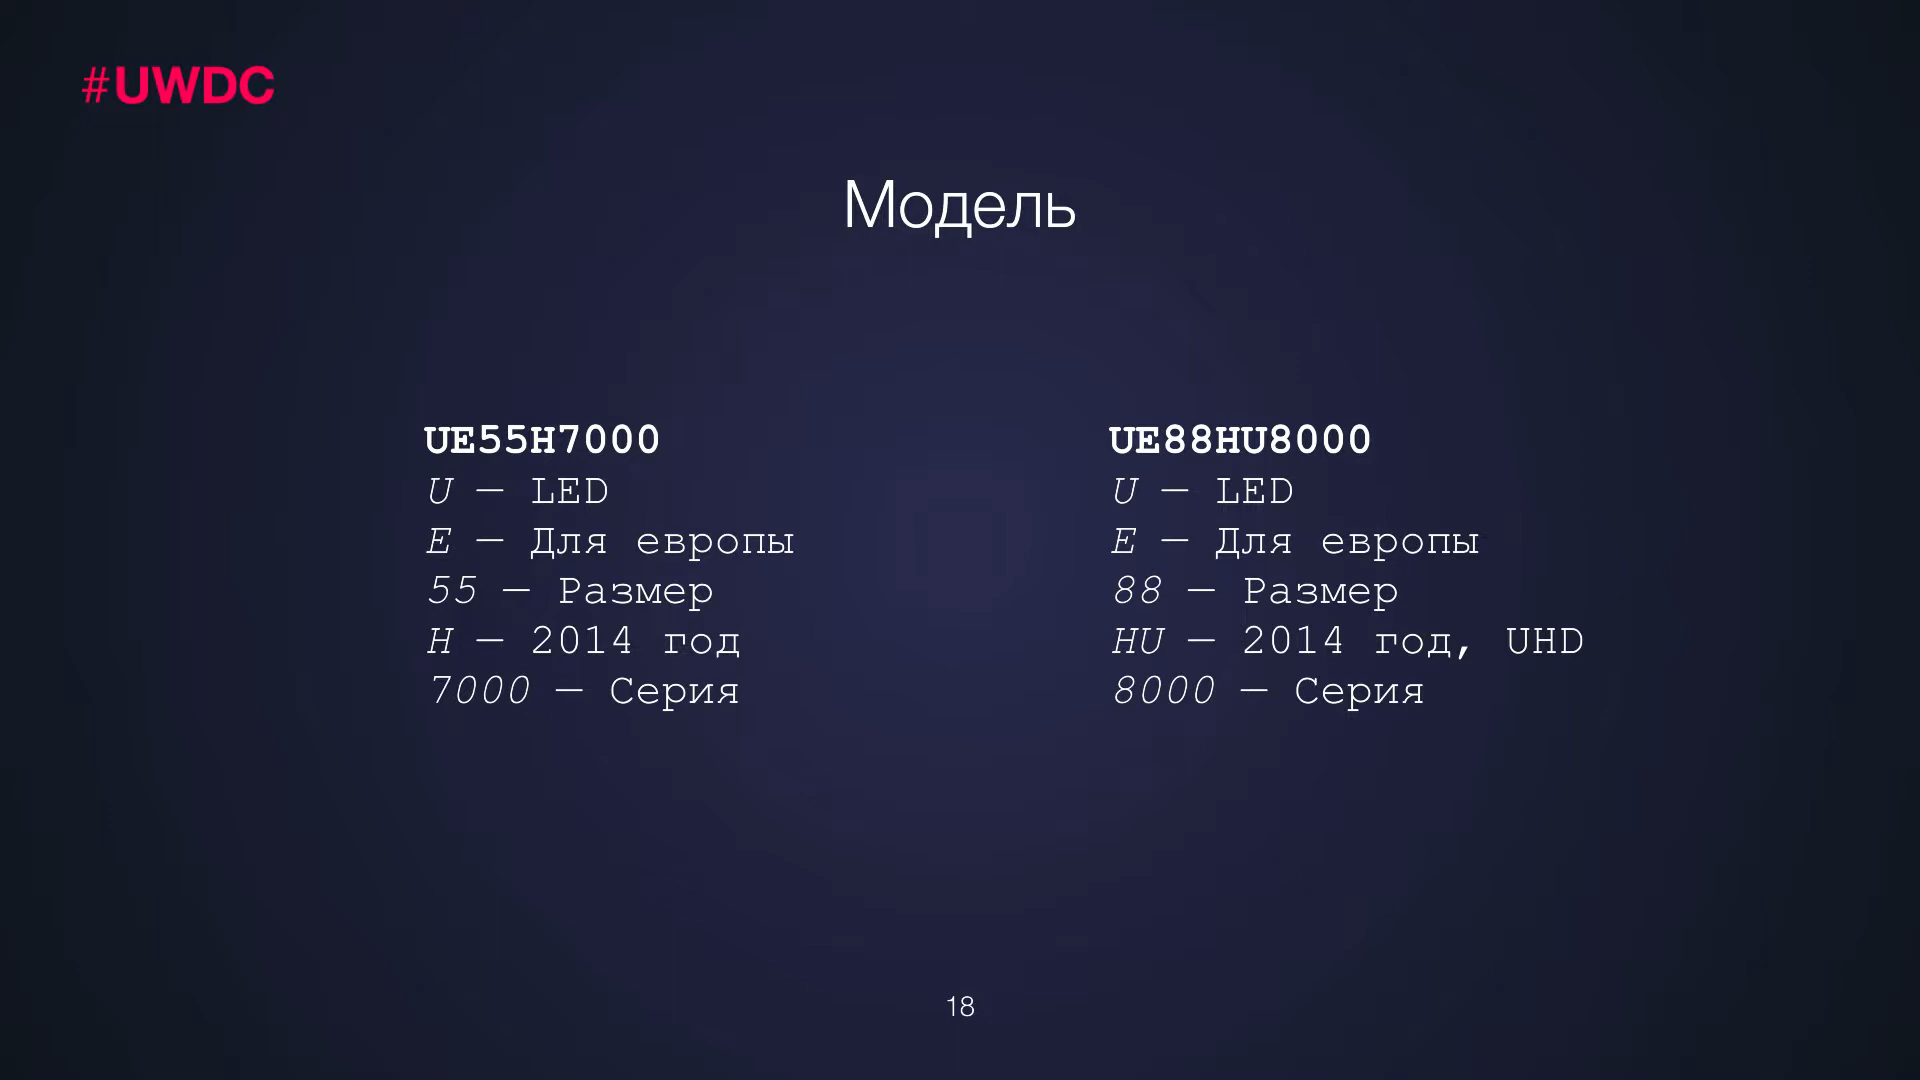 #UWDC
Модель
UE55H7000
U — LED
E — Для европы
55 — Размер
H — 2014 год
7000 — Серия
UE88HU8000
U — LED
E — Для европы
88 — Размер
HU — 2014 год, UHD
8000 — Серия
18